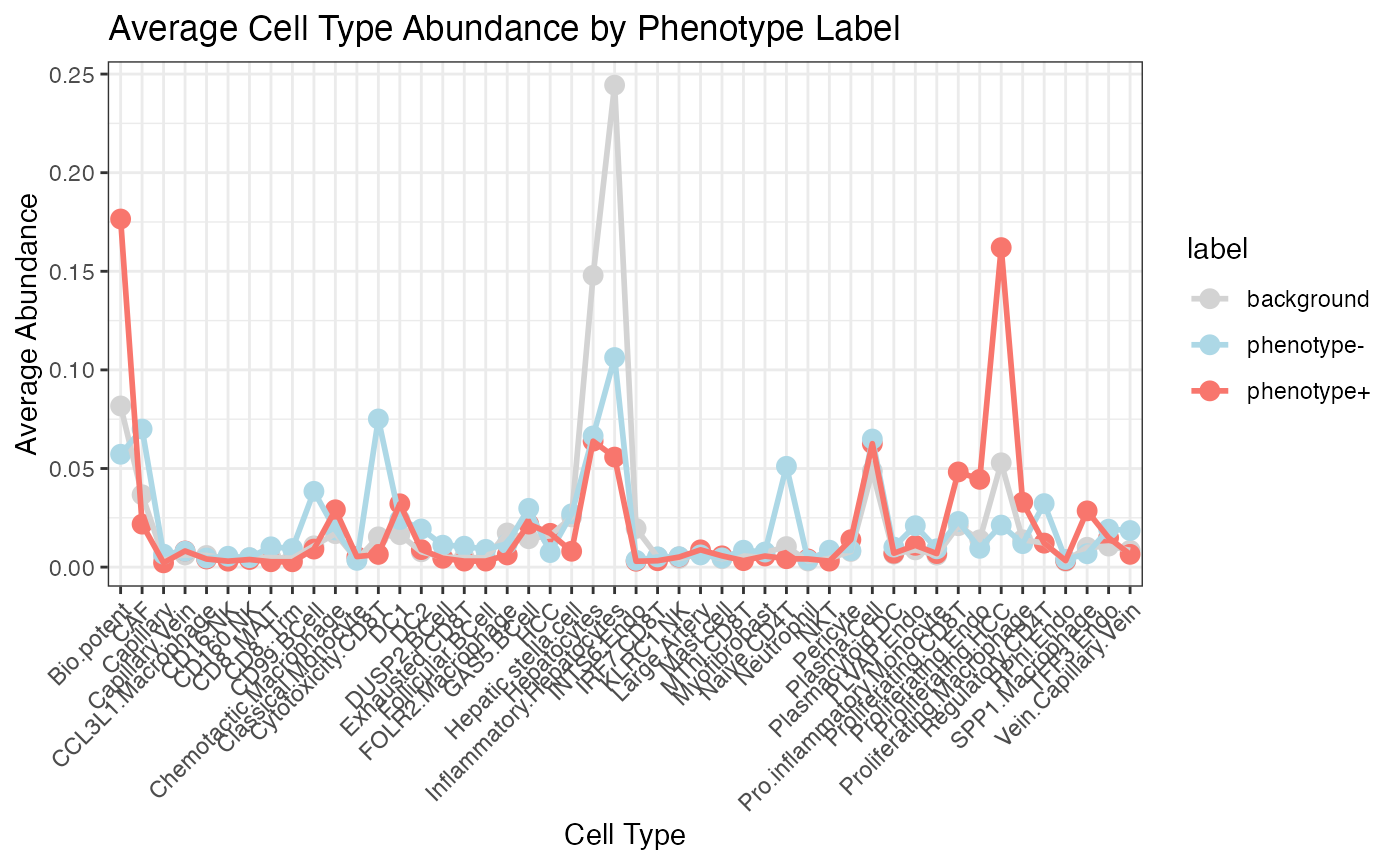 Average Cell Type Abundance by Phenotype Label
Average Abundance
0.25
0.20
0.15
0.10
0.05
0.00
Bio.potent
CAF
Capillary
Capillary.Vein
CCL3L1.Macrophage
CD16.NK
CD160.NK
CD8.MAIT
CD8.Trm
CD99.BCell
Chemotactic.Macrophage
Classical.Monocyte
Cytotoxicity.CD8T
DC1
DC2
DUSP2.BCell
Exhausted.CD8T
Follicular.BCell
FOLR2.Macrophage
GAS5.BCell
HCC
Hepatic.stella.cell
Hepatocytes
Inflammatory.Hepatocytes
INTS6.Endo
IRF7.CD8T
KLRC1.NK
Large.Artery
Mast.cell
MThi.CD8T
Myofibroblast
Naive.CD4T
Neutrophil
NKT
Pericyte
Plasma.Cell
PLVAP.Endo
Pro.inflammatory.Monocyte
Proliferating.CD8T
Proliferating.Endo
Proliferating.HCC
Proliferating.Macrophage
Regulatory.CD4T
RPhi.Endo
SPP1.Macrophage
TFF3.Endo
Vein.Capillary.Vein
Cell Type
label
background
phenotype-
phenotype+